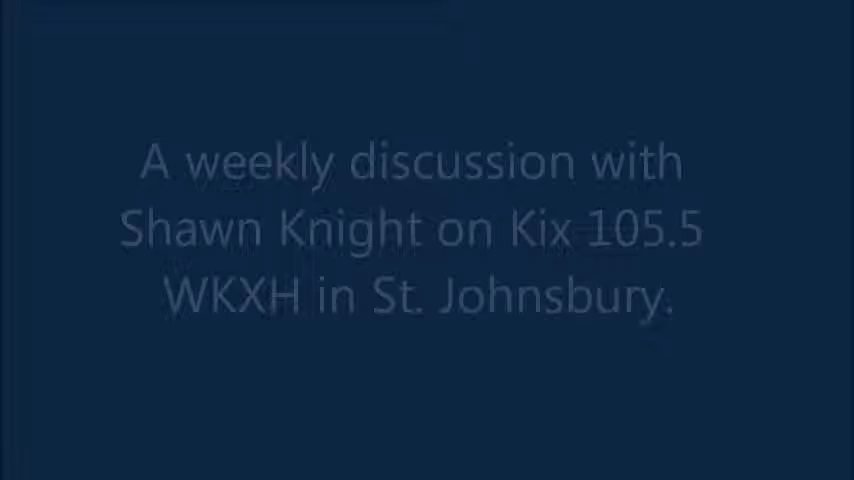 A weekly discussion with
Shawn Knight on Kix 105.5
WKXH in St. Johnsbury.